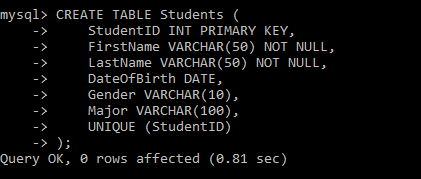 mysql> CREATE TABLE Students (
    ->     StudentID INT PRIMARY KEY,
    ->     FirstName VARCHAR(50) NOT NULL,
    ->     LastName VARCHAR(50) NOT NULL,
    ->     DateOfBirth DATE,
    ->     Gender VARCHAR(10),
    ->     Major VARCHAR(100),
    ->     UNIQUE (StudentID)
    -> );
Query OK, 0 rows affected (0.81 sec)